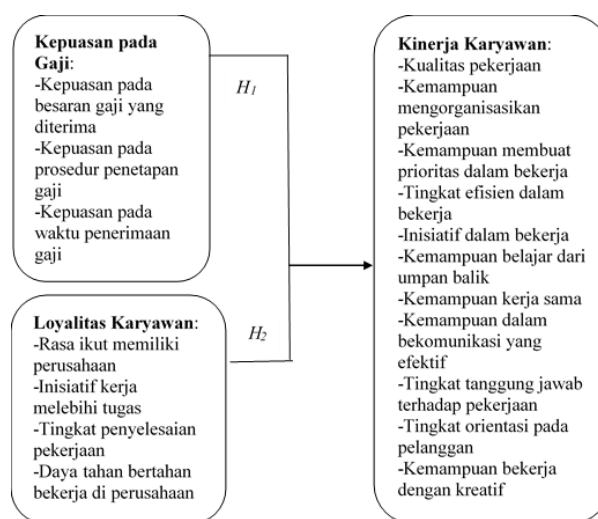 Kepuasan pada
Gaji:
-Kepuasan pada
besaran gaji yang
diterima
-Kepuasan pada
prosedur penetapan
gaji
-Kepuasan pada
waktu penerimaan
gaji
H1
Loyalitas Karyawan:
-Rasa ikut memiliki
perusahaan
-Inisiatif kerja
melebihi tugas
-Tingkat penyelesaian
pekerjaan
-Daya tahan bertahan
bekerja di perusahaan
H2
Kinerja Karyawan:
-Kualitas pekerjaan
-Kemampuan
mengorganisasikan
pekerjaan
-Kemampuan membuat
prioritas dalam bekerja
-Tingkat efisien dalam
bekerja
-Inisiatif dalam bekerja
-Kemampuan belajar dari
umpan balik
-Kemampuan kerja sama
-Kemampuan dalam
bekomunikasi yang
efektif
-Tingkat tanggung jawab
terhadap pekerjaan
-Tingkat orientasi pada
pelanggan
-Kemampuan bekerja
dengan kreatif